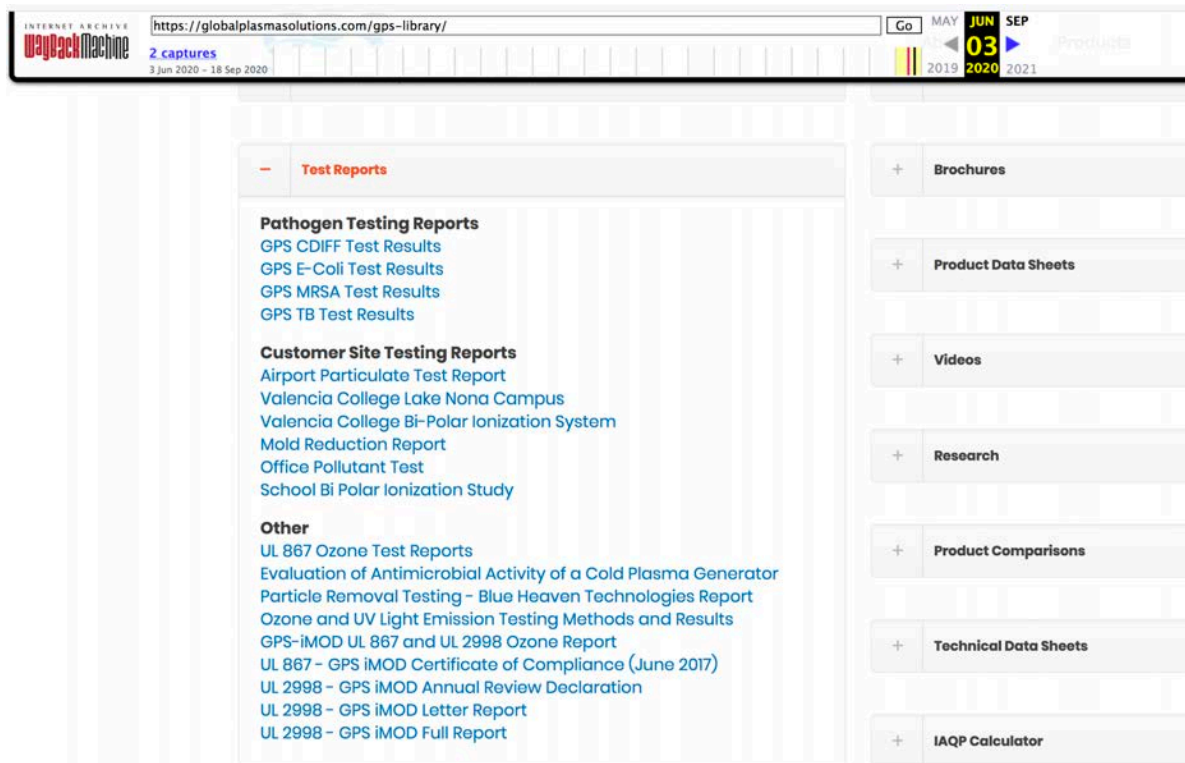 INTERNET ARCHIVE
WayBackMachine
https://globalplasmasolutions.com/gps-library/
Go
MAY JUN SEP
2 captures
03
3 Jun 2020 – 18 Sep 2020
2019 2020 2021
Products
− Test Reports
Pathogen Testing Reports
GPS CDIFF Test Results
GPS E-Coli Test Results
GPS MRSA Test Results
GPS TB Test Results
Customer Site Testing Reports
Airport Particulate Test Report
Valencia College Lake Nona Campus
Valencia College Bi-Polar Ionization System
Mold Reduction Report
Office Pollutant Test
School Bi Polar Ionization Study
Other
UL 867 Ozone Test Reports
Evaluation of Antimicrobial Activity of a Cold Plasma Generator
Particle Removal Testing - Blue Heaven Technologies Report
Ozone and UV Light Emission Testing Methods and Results
GPS-iMOD UL 867 and UL 2998 Ozone Report
UL 867 - GPS iMOD Certificate of Compliance (June 2017)
UL 2998 - GPS iMOD Annual Review Declaration
UL 2998 - GPS iMOD Letter Report
UL 2998 - GPS iMOD Full Report
+ Brochures
+ Product Data Sheets
+ Videos
+ Research
+ Product Comparisons
+ Technical Data Sheets
+ IAQP Calculator